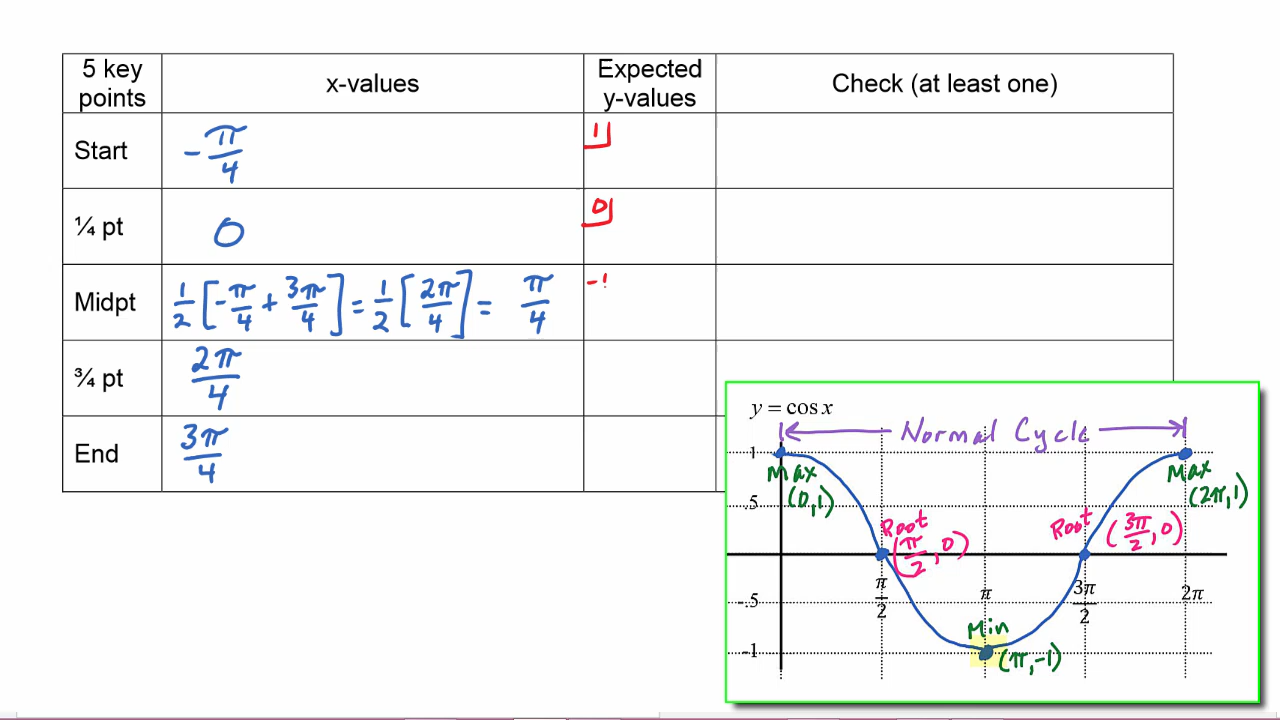 5 key points
x-values
Expected y-values
Check (at least one)
Start
-π/4
1
¼ pt
0
0
Midpt
1/2 [-π/4 + 3π/4] = 1/2 [2π/4] = π/4
-1
¾ pt
2π/4
End
3π/4
y = cos x
Normal Cycle
1
Max
(0,1)
Max
(2π,1)
.5
Root
(π/2, 0)
Root
(3π/2, 0)
π/2
π
3π/2
2π
-.5
Min
(π,-1)
-1